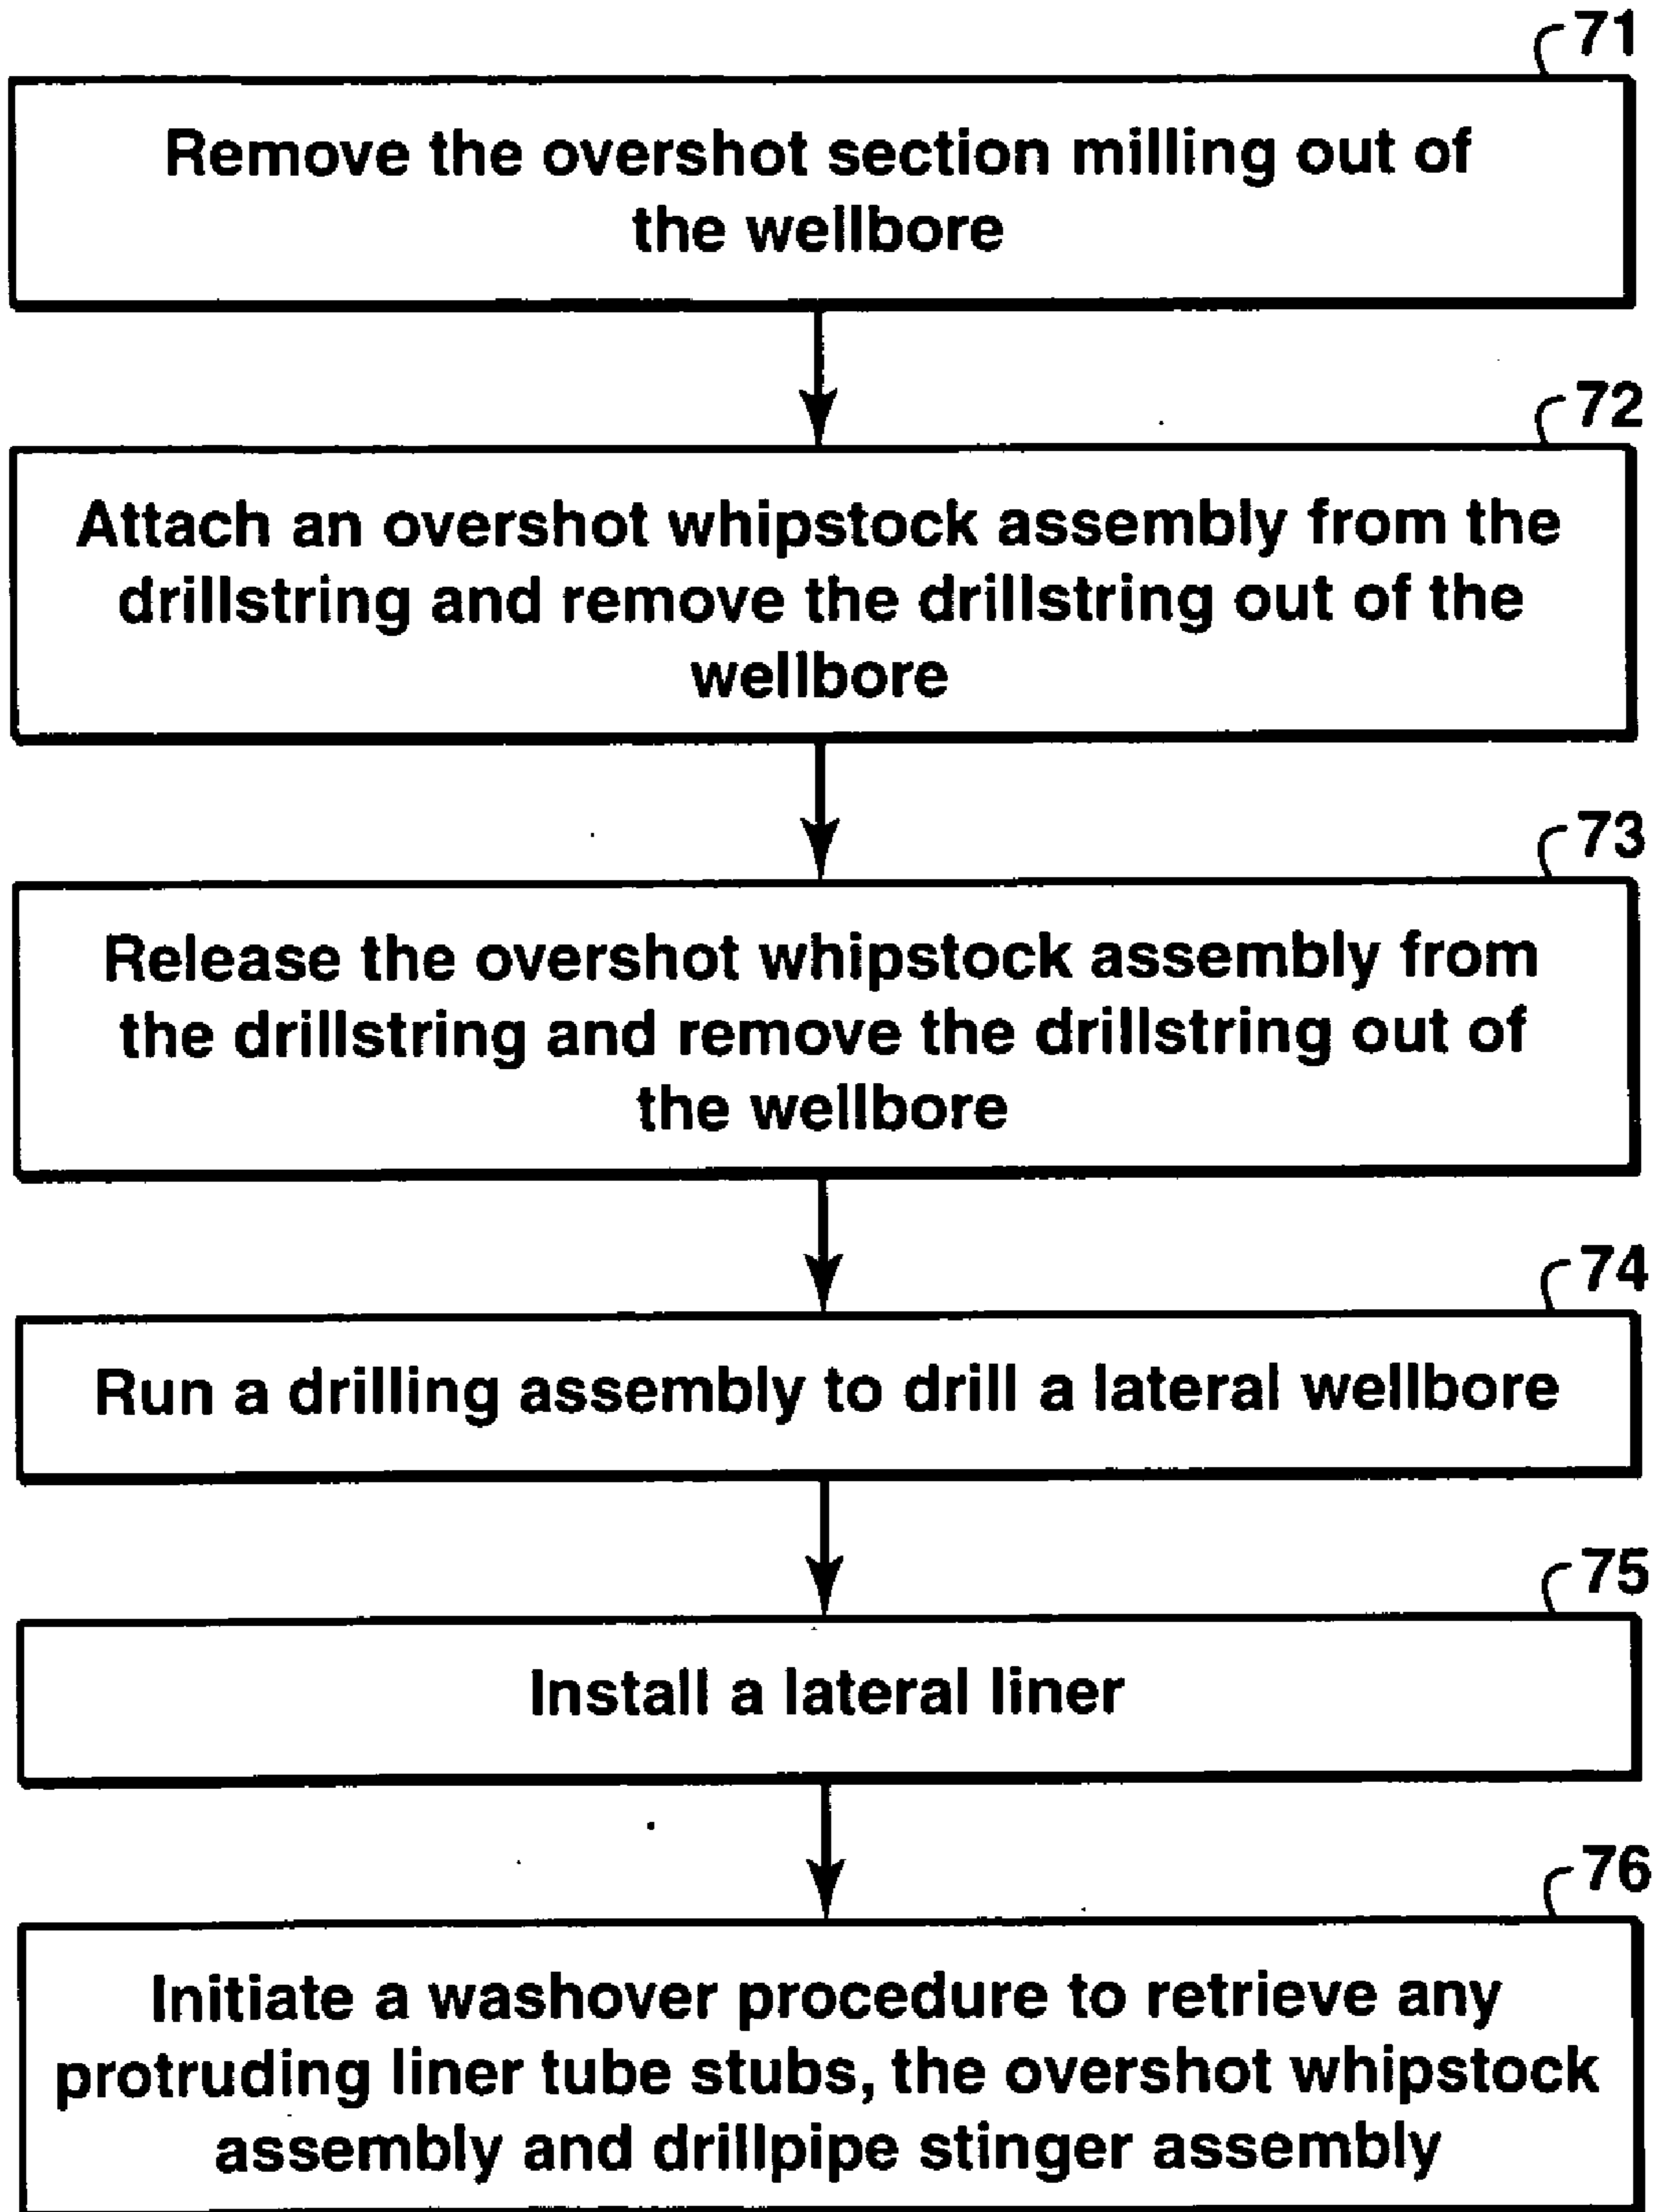 71
Remove the overshot section milling out of
the wellbore
72
Attach an overshot whipstock assembly from the
drillstring and remove the drillstring out of the
wellbore
73
Release the overshot whipstock assembly from
the drillstring and remove the drillstring out of
the wellbore
74
Run a drilling assembly to drill a lateral wellbore
75
Install a lateral liner
76
Initiate a washover procedure to retrieve any
protruding liner tube stubs, the overshot whipstock
assembly and drillpipe stinger assembly